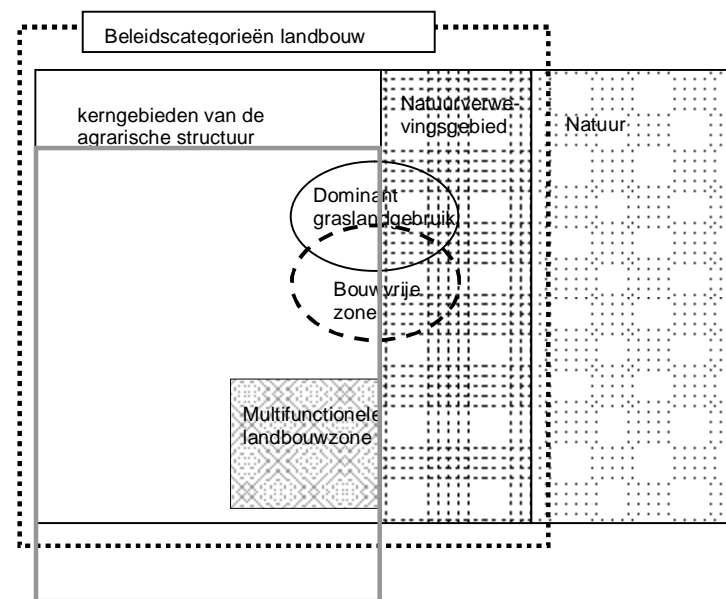 Beleidscategorieën landbouw
kerngebieden van de
agrarische structuur
Natuurverwe-
vingsgebied
Natuur
Dominant
graslandgebruik
Bouwvrije
zone
Multifunctionele
landbouwzone